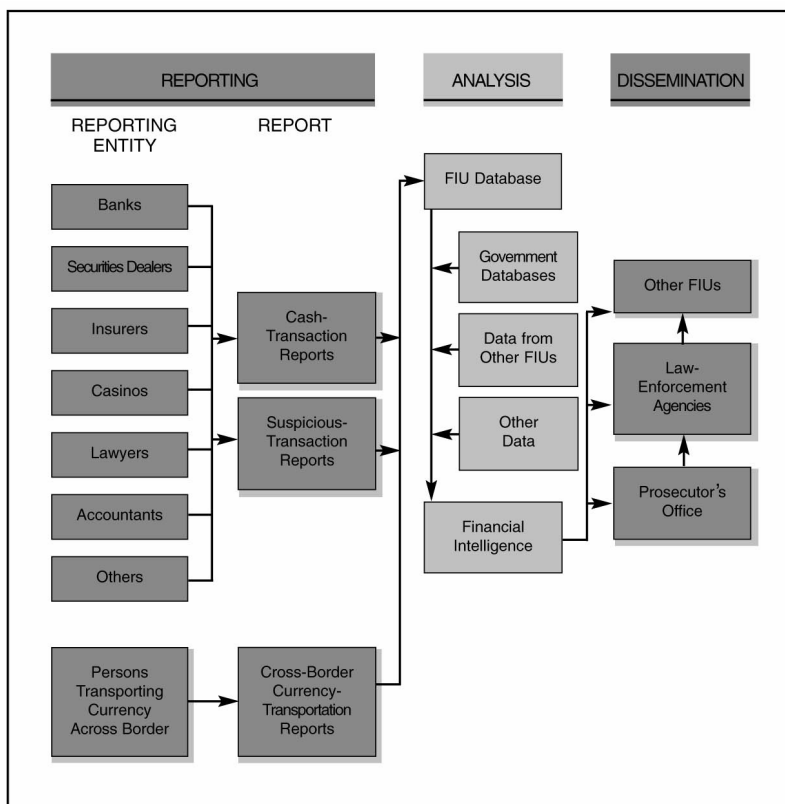 REPORTING
ANALYSIS
DISSEMINATION
REPORTING
ENTITY
REPORT
Banks
Securities Dealers
Insurers
Casinos
Lawyers
Accountants
Others
Persons
Transporting
Currency
Across Border
Cash-
Transaction
Reports
Suspicious-
Transaction
Reports
Cross-Border
Currency-
Transportation
Reports
FIU Database
Government
Databases
Data from
Other FIUs
Other
Data
Financial
Intelligence
Other FIUs
Law-
Enforcement
Agencies
Prosecutor's
Office